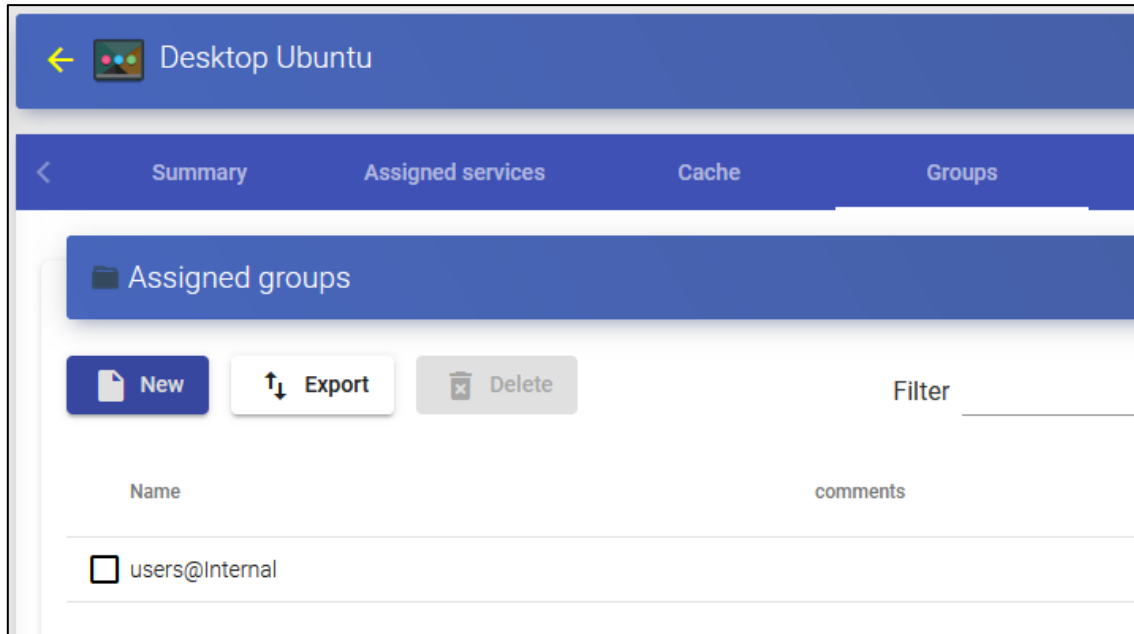 Desktop Ubuntu
Summary Assigned services Cache Groups
Assigned groups
New Export Delete Filter
Name comments
users@Internal